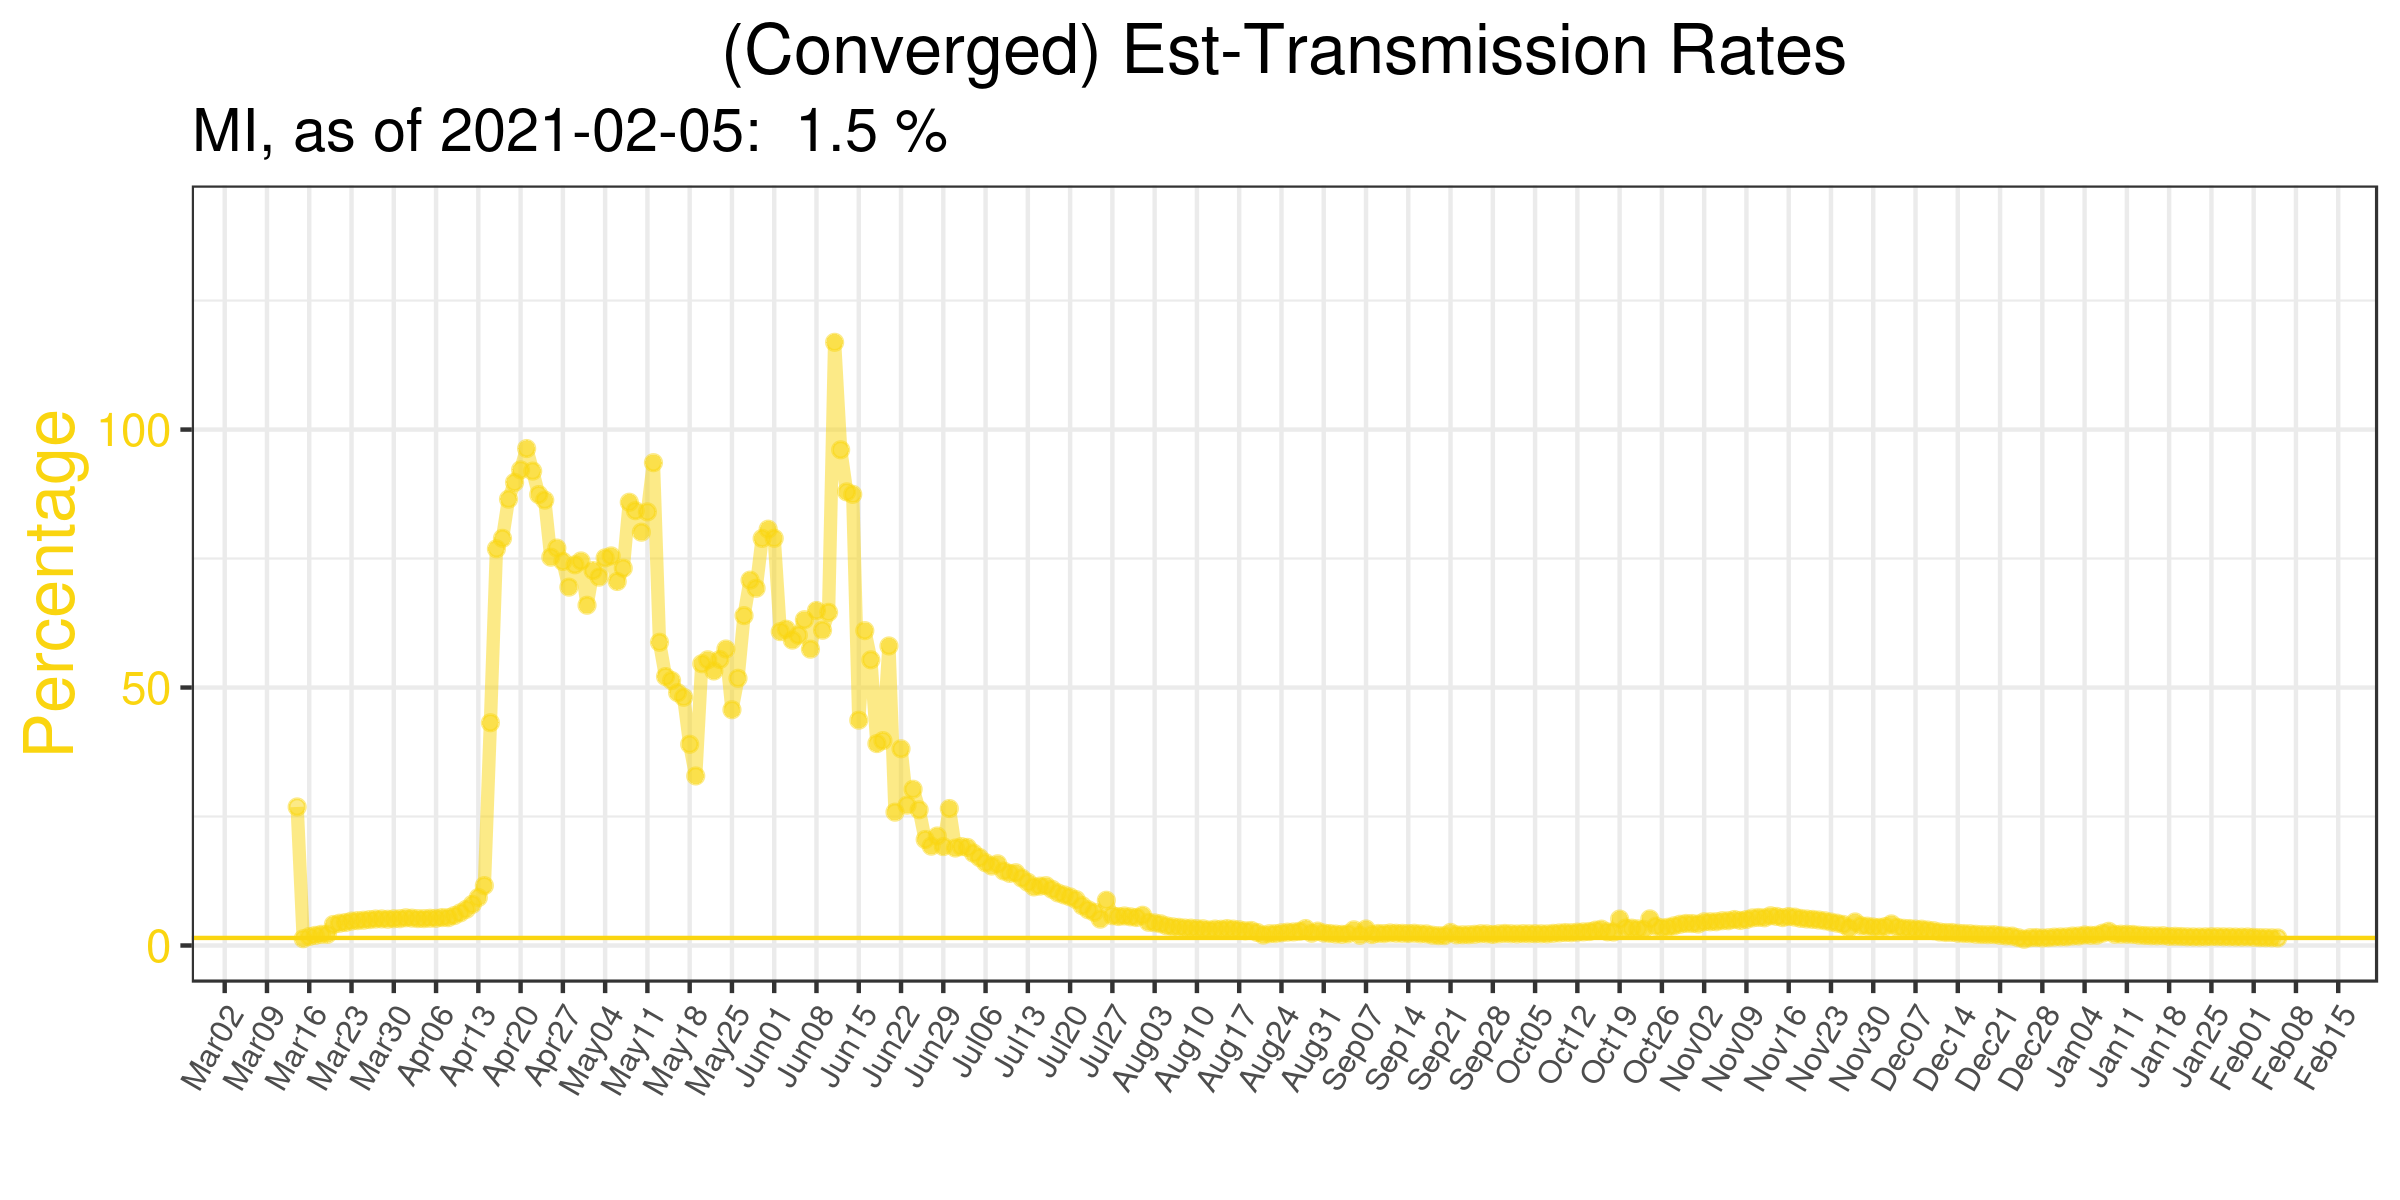 (Converged) Est-Transmission Rates
MI, as of 2021-02-05:  1.5 %
Percentage
100
50
0
Mar02
Mar09
Mar16
Mar23
Mar30
Apr06
Apr13
Apr20
Apr27
May04
May11
May18
May25
Jun01
Jun08
Jun15
Jun22
Jun29
Jul06
Jul13
Jul20
Jul27
Aug03
Aug10
Aug17
Aug24
Aug31
Sep07
Sep14
Sep21
Sep28
Oct05
Oct12
Oct19
Oct26
Nov02
Nov09
Nov16
Nov23
Nov30
Dec07
Dec14
Dec21
Dec28
Jan04
Jan11
Jan18
Jan25
Feb01
Feb08
Feb15